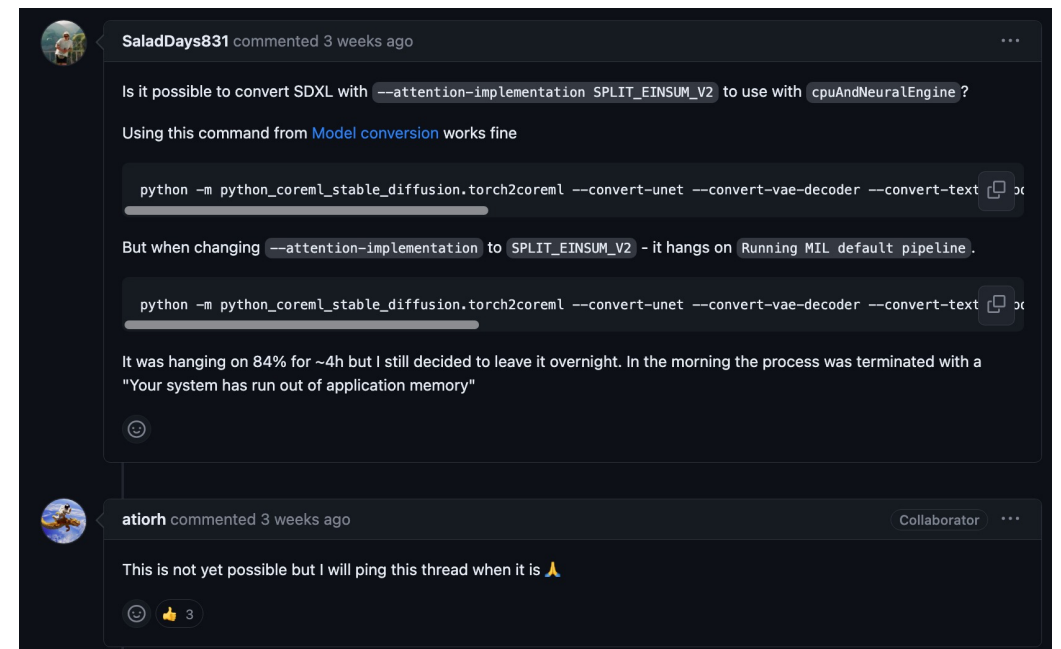 SaladDays831 commented 3 weeks ago
Is it possible to convert SDXL with --attention-implementation SPLIT_EINSUM_V2 to use with cpuAndNeuralEngine?
Using this command from Model conversion works fine
python -m python_coreml_stable_diffusion.torch2coreml --convert-unet --convert-vae-decoder --convert-text
But when changing --attention-implementation to SPLIT_EINSUM_V2 - it hangs on Running MIL default pipeline.
python -m python_coreml_stable_diffusion.torch2coreml --convert-unet --convert-vae-decoder --convert-text
It was hanging on 84% for ~4h but I still decided to leave it overnight. In the morning the process was terminated with a
"Your system has run out of application memory"
atiorh commented 3 weeks ago Collaborator
This is not yet possible but I will ping this thread when it is 🙏
👍 3